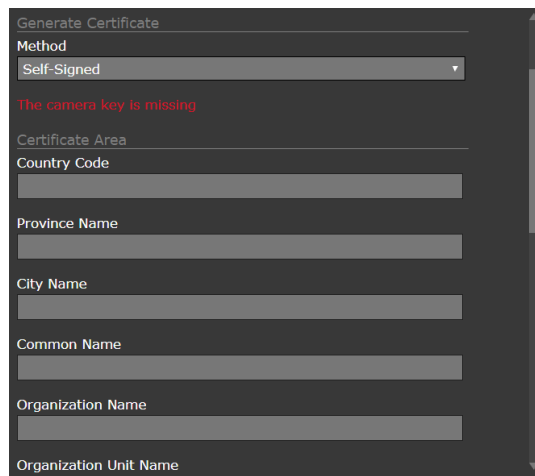 Generate Certificate
Method
Self-Signed
The camera key is missing
Certificate Area
Country Code
Province Name
City Name
Common Name
Organization Name
Organization Unit Name